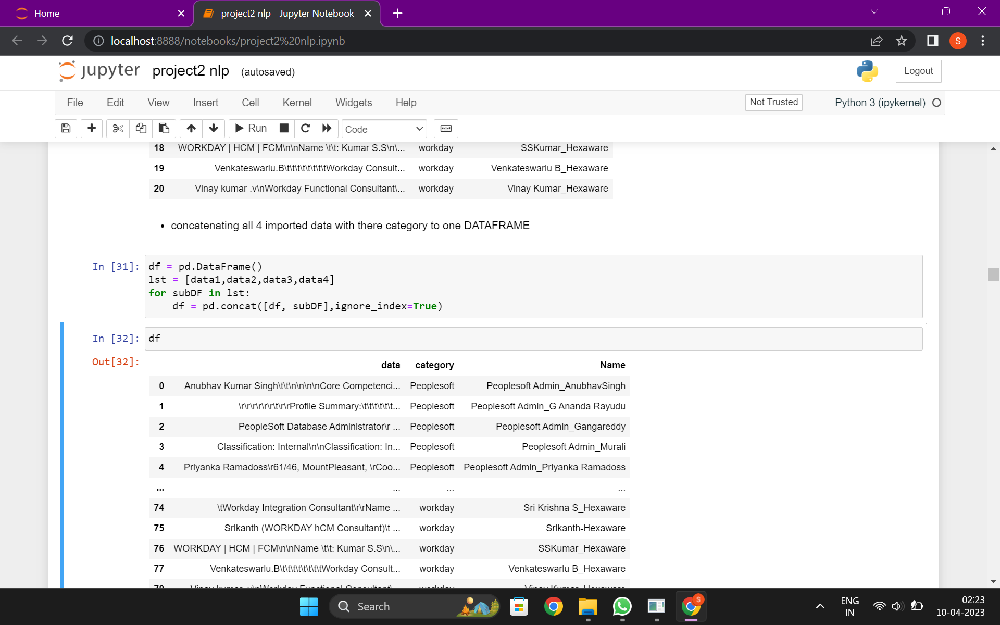 Home
project2 nlp - Jupyter Notebook
localhost:8888/notebooks/project2%20nlp.ipynb
S
jupyter project2 nlp (autosaved)
Logout
File Edit View Insert Cell Kernel Widgets Help
Not Trusted
Python 3 (ipykernel)
Run
Code
18 WORKDAY | HCM | FCM\n\nName \t\t: Kumar S.S\n\... workday SSKumar_Hexaware
19 Venkateswarlu.B\t\t\t\t\t\t\t\tWorkday Consult... workday Venkateswarlu B_Hexaware
20 Vinay kumar .v\nWorkday Functional Consultant\... workday Vinay Kumar_Hexaware
• concatenating all 4 imported data with there category to one DATAFRAME
In [31]: df = pd.DataFrame()
lst = [data1,data2,data3,data4]
for subDF in lst:
    df = pd.concat([df, subDF],ignore_index=True)
In [32]: df
Out[32]:
data category Name
0 Anubhav Kumar Singh\t\t\n\n\n\nCore Competenci... Peoplesoft Peoplesoft Admin_AnubhavSingh
1 \r\r\r\r\r\r\t\r\rProfile Summary:\t\t\t\t\t\t... Peoplesoft Peoplesoft Admin_G Ananda Rayudu
2 PeopleSoft Database Administrator\r ... Peoplesoft Peoplesoft Admin_Gangareddy
3 Classification: Internal\n\nClassification: In... Peoplesoft Peoplesoft Admin_Murali
4 Priyanka Ramadoss\r61/46, MountPleasant, \rCoo... Peoplesoft Peoplesoft Admin_Priyanka Ramadoss
... ... ... ...
74 \tWorkday Integration Consultant\r\rName ... workday Sri Krishna S_Hexaware
75 Srikanth (WORKDAY hCM Consultant)\t ... workday Srikanth-Hexaware
76 WORKDAY | HCM | FCM\n\nName \t\t: Kumar S.S\n\... workday SSKumar_Hexaware
77 Venkateswarlu.B\t\t\t\t\t\t\t\tWorkday Consult... workday Venkateswarlu B_Hexaware
78 Vinay kumar .v\nWorkday Functional Consultant\... workday Vinay Kumar_Hexaware
Search
S
ENG
IN
02:23
10-04-2023